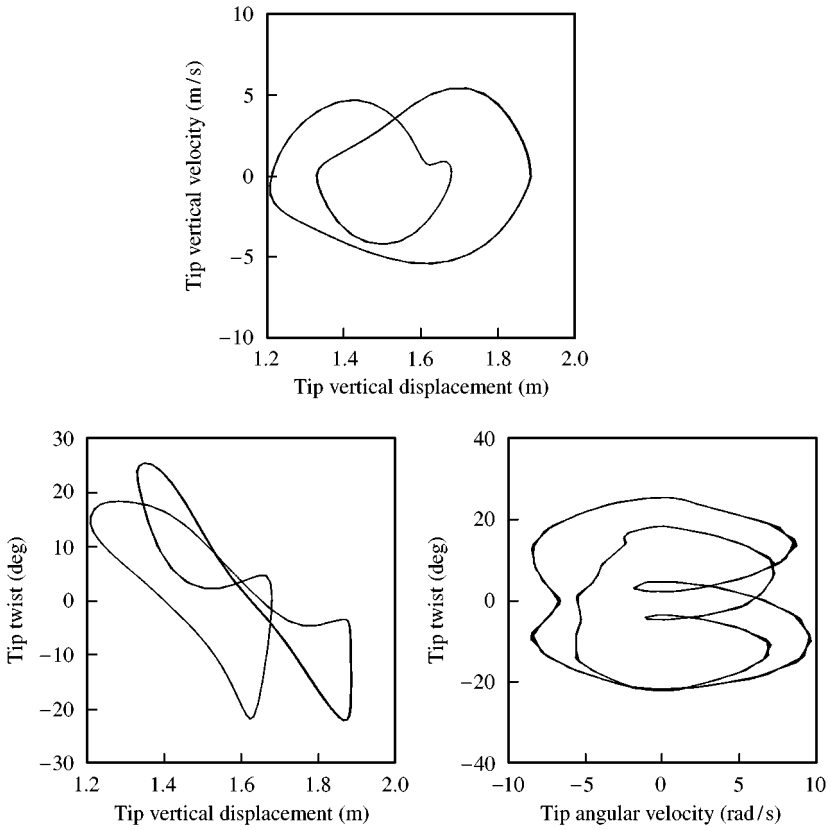 10
5
0
−5
−10
Tip vertical velocity (m/s)
1.2 1.4 1.6 1.8 2.0
Tip vertical displacement (m)
30
20
10
0
−10
−20
−30
Tip twist (deg)
1.2 1.4 1.6 1.8 2.0
Tip vertical displacement (m)
40
20
0
−20
−40
Tip twist (deg)
−10 −5 0 5 10
Tip angular velocity (rad/s)